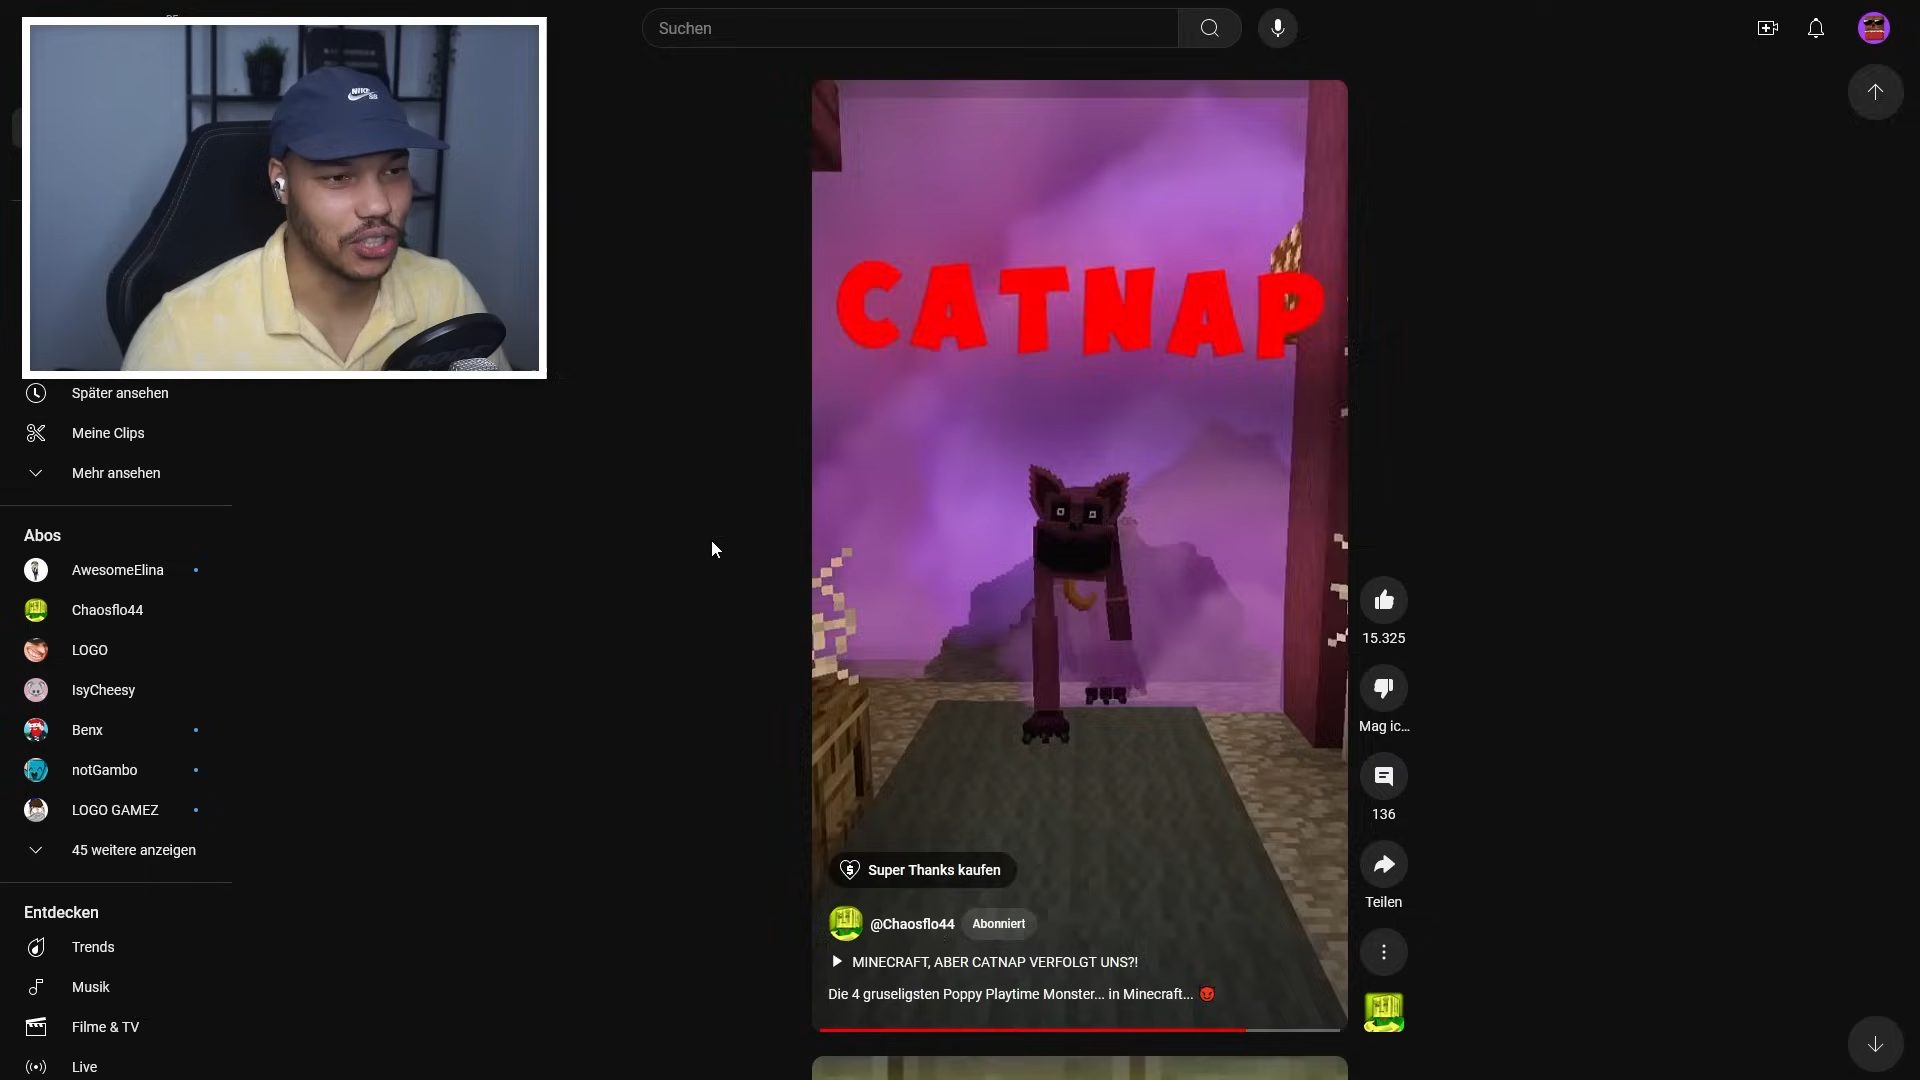 Suchen
NIKE
SB
CATNAP
Später ansehen
Meine Clips
Mehr ansehen
Abos
AwesomeElina
Chaosflo44
LOGO
IsyCheesy
Benx
notGambo
LOGO GAMEZ
45 weitere anzeigen
Entdecken
Trends
Musik
Filme & TV
Live
15.325
Mag ic...
136
Teilen
Super Thanks kaufen
@Chaosflo44 Abonniert
MINECRAFT, ABER CATNAP VERFOLGT UNS?!
Die 4 gruseligsten Poppy Playtime Monster... in Minecraft... 😈